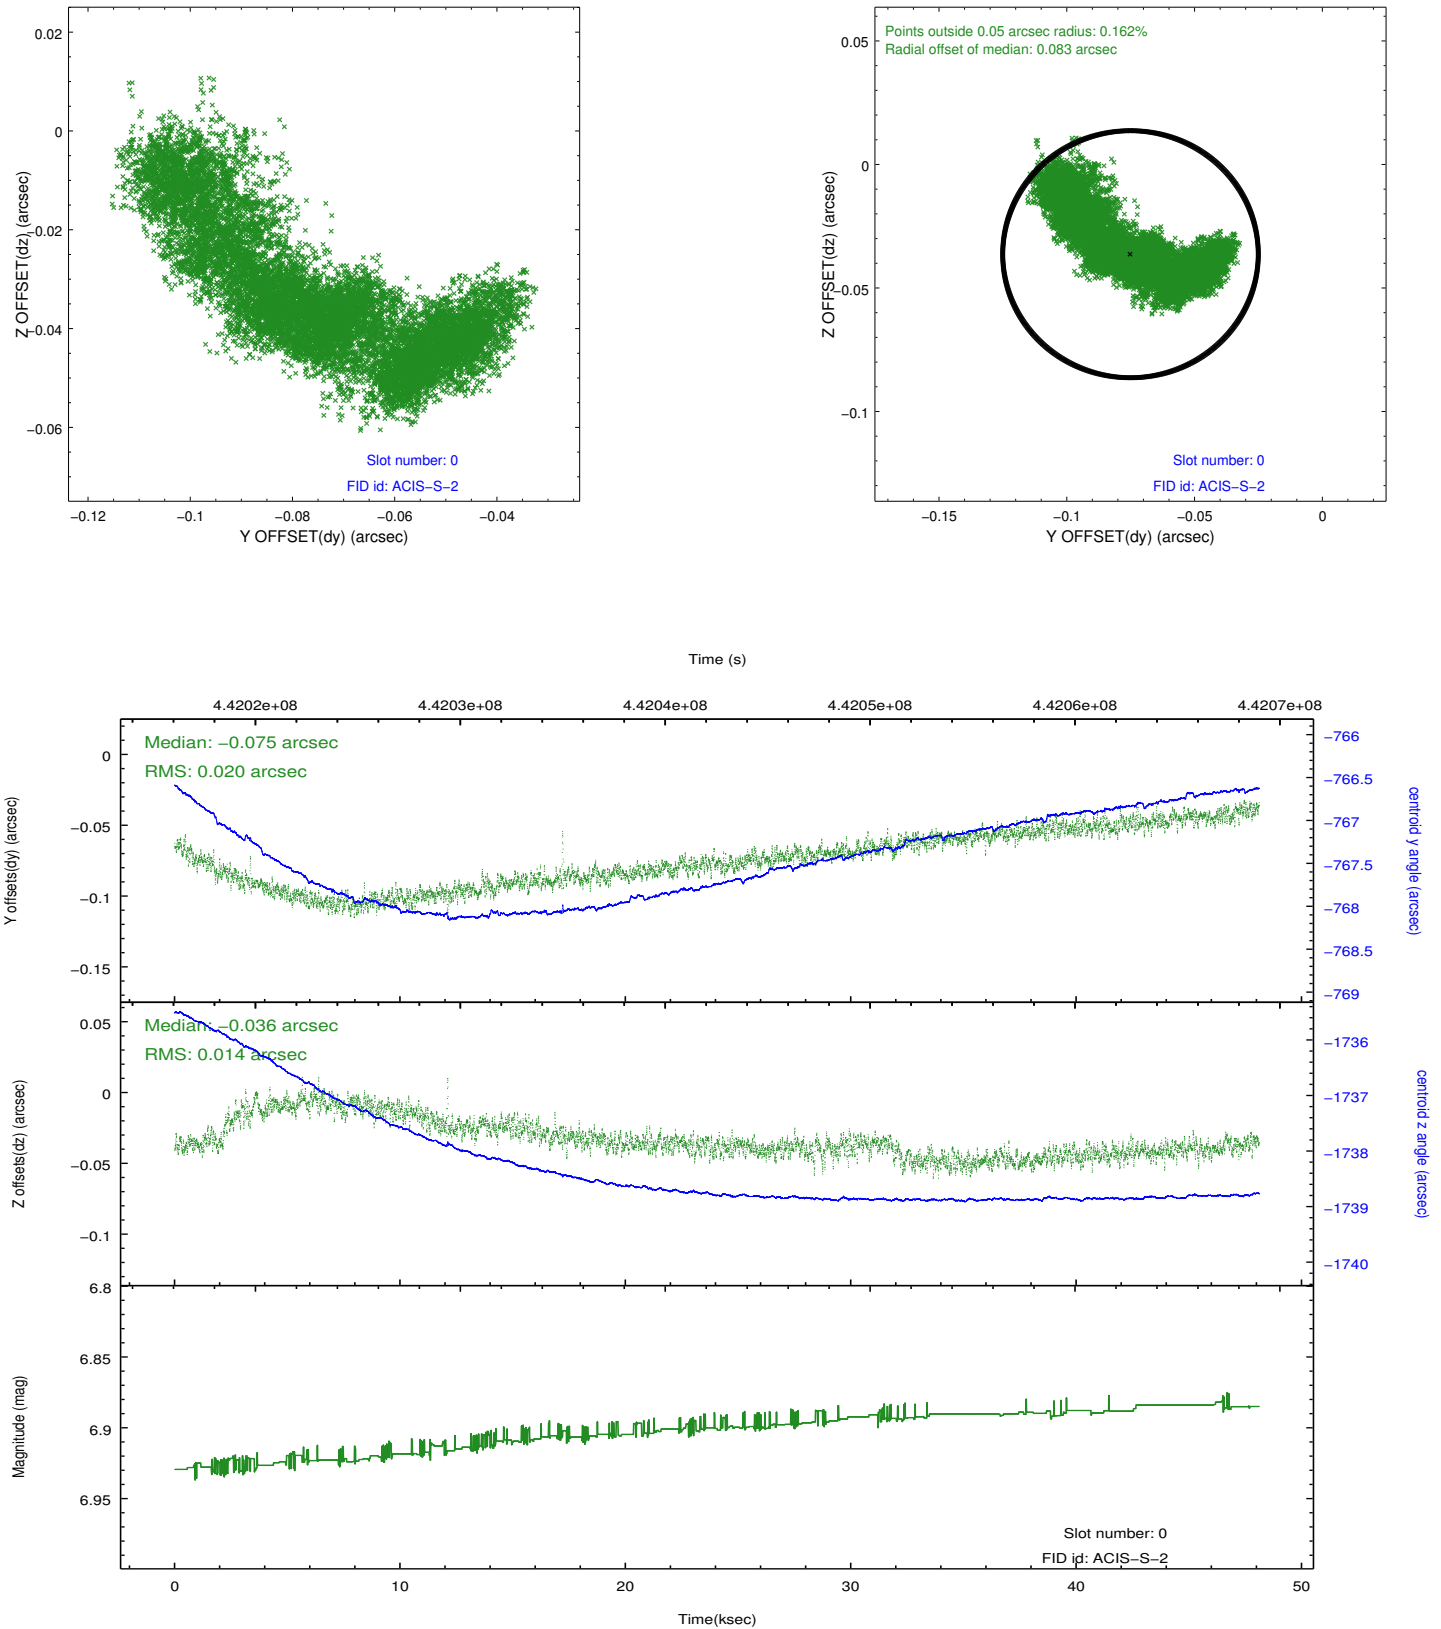 0.02
0
−0.02
−0.04
−0.06
Z OFFSET(dz) (arcsec)
Slot number: 0
FID id: ACIS−S−2
−0.12
−0.1
−0.08
−0.06
−0.04
Y OFFSET(dy) (arcsec)
Points outside 0.05 arcsec radius: 0.162%
Radial offset of median: 0.083 arcsec
0.05
0
−0.05
−0.1
Z OFFSET(dz) (arcsec)
Slot number: 0
FID id: ACIS−S−2
−0.15
−0.1
−0.05
0
Y OFFSET(dy) (arcsec)
Time (s)
4.4202e+08
4.4203e+08
4.4204e+08
4.4205e+08
4.4206e+08
4.4207e+08
Median: −0.075 arcsec
RMS: 0.020 arcsec
0
−0.05
−0.1
−0.15
Y offsets(dy) (arcsec)
−766
−766.5
−767
−767.5
−768
−768.5
−769
centroid y angle (arcsec)
Median: −0.036 arcsec
RMS: 0.014 arcsec
0.05
0
−0.05
−0.1
Z offsets(dz) (arcsec)
−1736
−1737
−1738
−1739
−1740
centroid z angle (arcsec)
6.8
6.85
6.9
6.95
Magnitude (mag)
Slot number: 0
FID id: ACIS−S−2
0
10
20
30
40
50
Time(ksec)